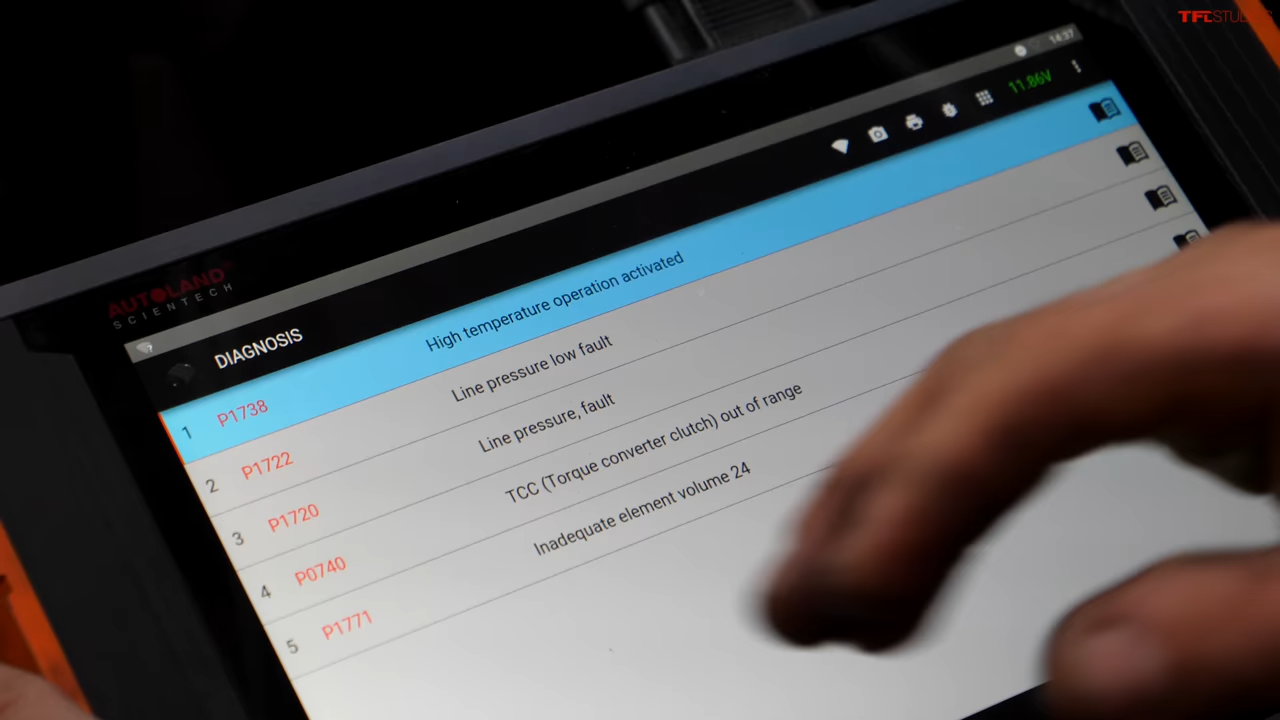 TFLSTUDIOS
14:37
11.86V
AUTOLAND
SCIENTECH
DIAGNOSIS
1 P1738 High temperature operation activated
2 P1722 Line pressure low fault
3 P1720 Line pressure, fault
4 P0740 TCC (Torque converter clutch) out of range
5 P1771 Inadequate element volume 24